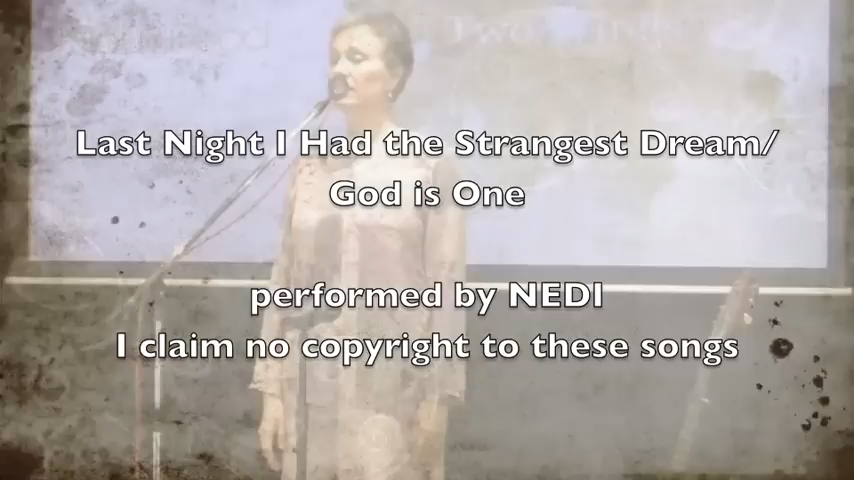 Last Night I Had the Strangest Dream/
God is One
performed by NEDI
I claim no copyright to these songs